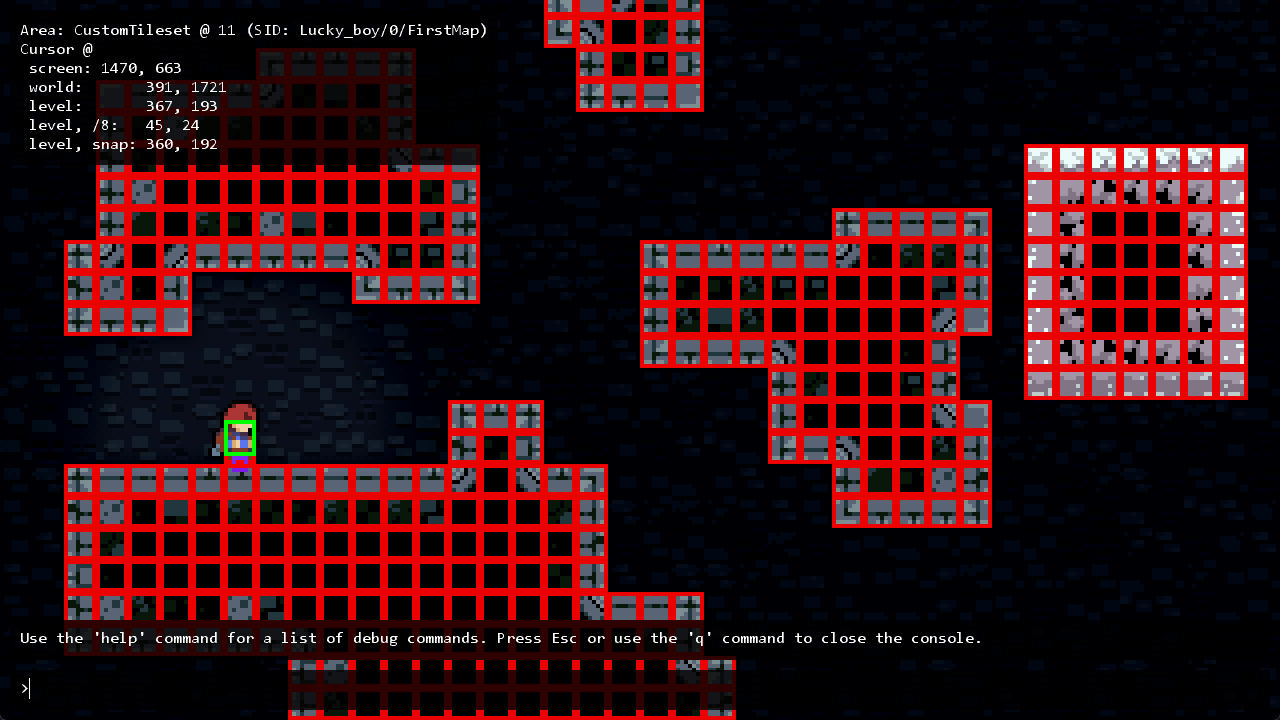 Area: CustomTileset @ 11 (SID: Lucky_boy/0/FirstMap)
Cursor @
screen: 1470, 663
world: 391, 1721
level: 367, 193
level, /8: 45, 24
level, snap: 360, 192
Use the 'help' command for a list of debug commands. Press Esc or use the 'q' command to close the console.
>